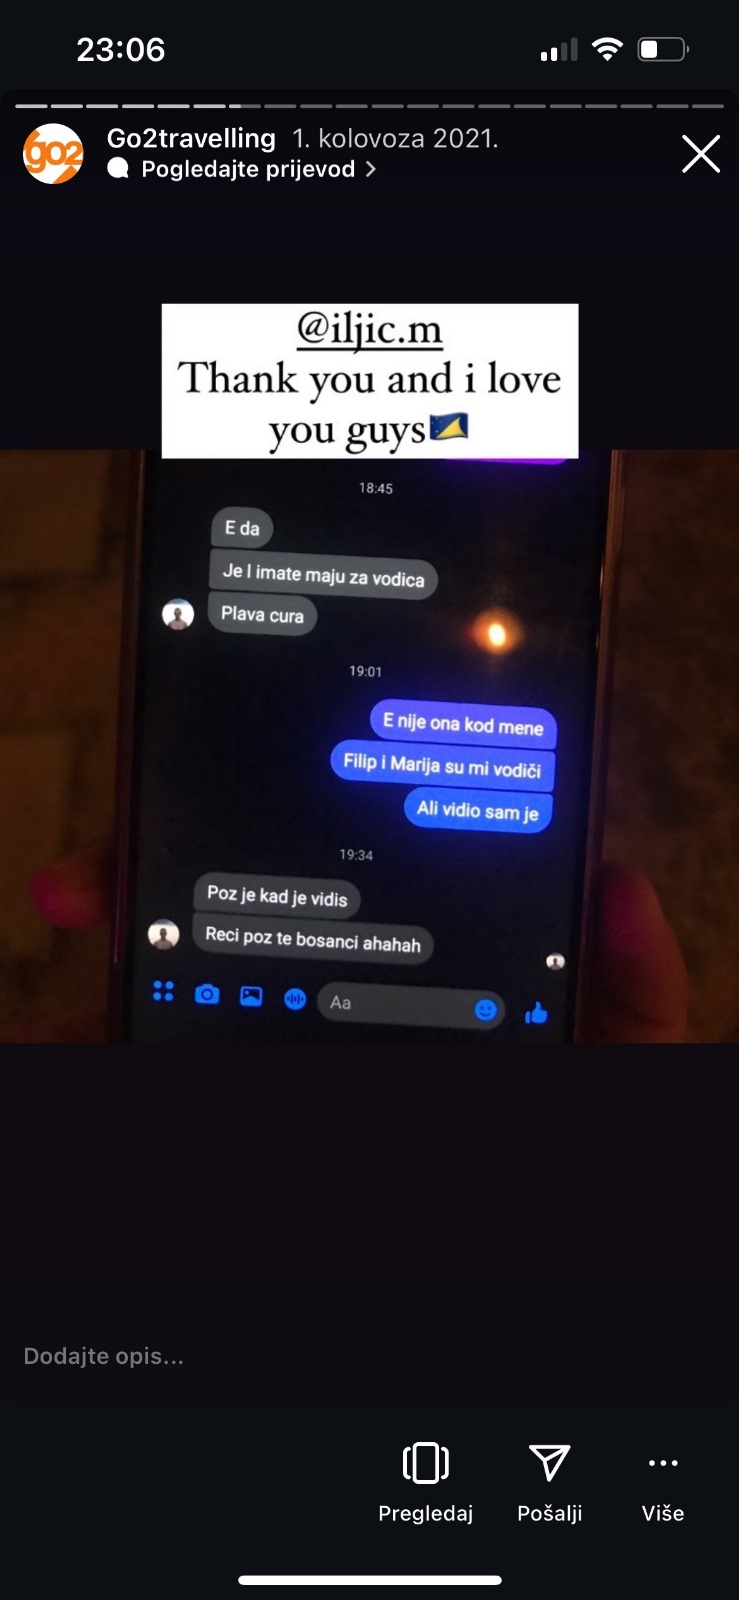 23:06
go2
Go2travelling 1. kolovoza 2021.
Pogledajte prijevod >
@iljic.m
Thank you and i love
you guys
18:45
E da
Je l imate maju za vodica
Plava cura
19:01
E nije ona kod mene
Filip i Marija su mi vodiči
Ali vidio sam je
19:34
Poz je kad je vidis
Reci poz te bosanci ahahah
Aa
Dodajte opis...
Pregledaj Pošalji Više